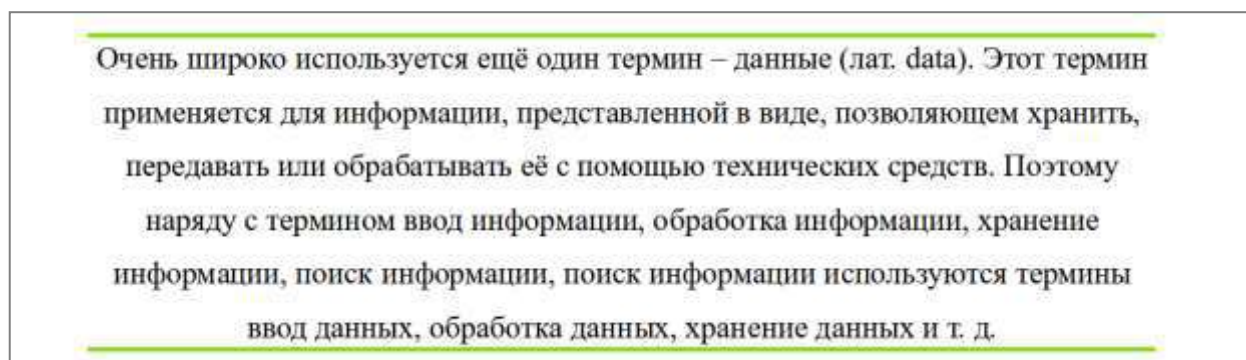 Очень широко используется ещё один термин – данные (лат. data). Этот термин
применяется для информации, представленной в виде, позволяющем хранить,
передавать или обрабатывать её с помощью технических средств. Поэтому
наряду с термином ввод информации, обработка информации, хранение
информации, поиск информации, поиск информации используются термины
ввод данных, обработка данных, хранение данных и т. д.